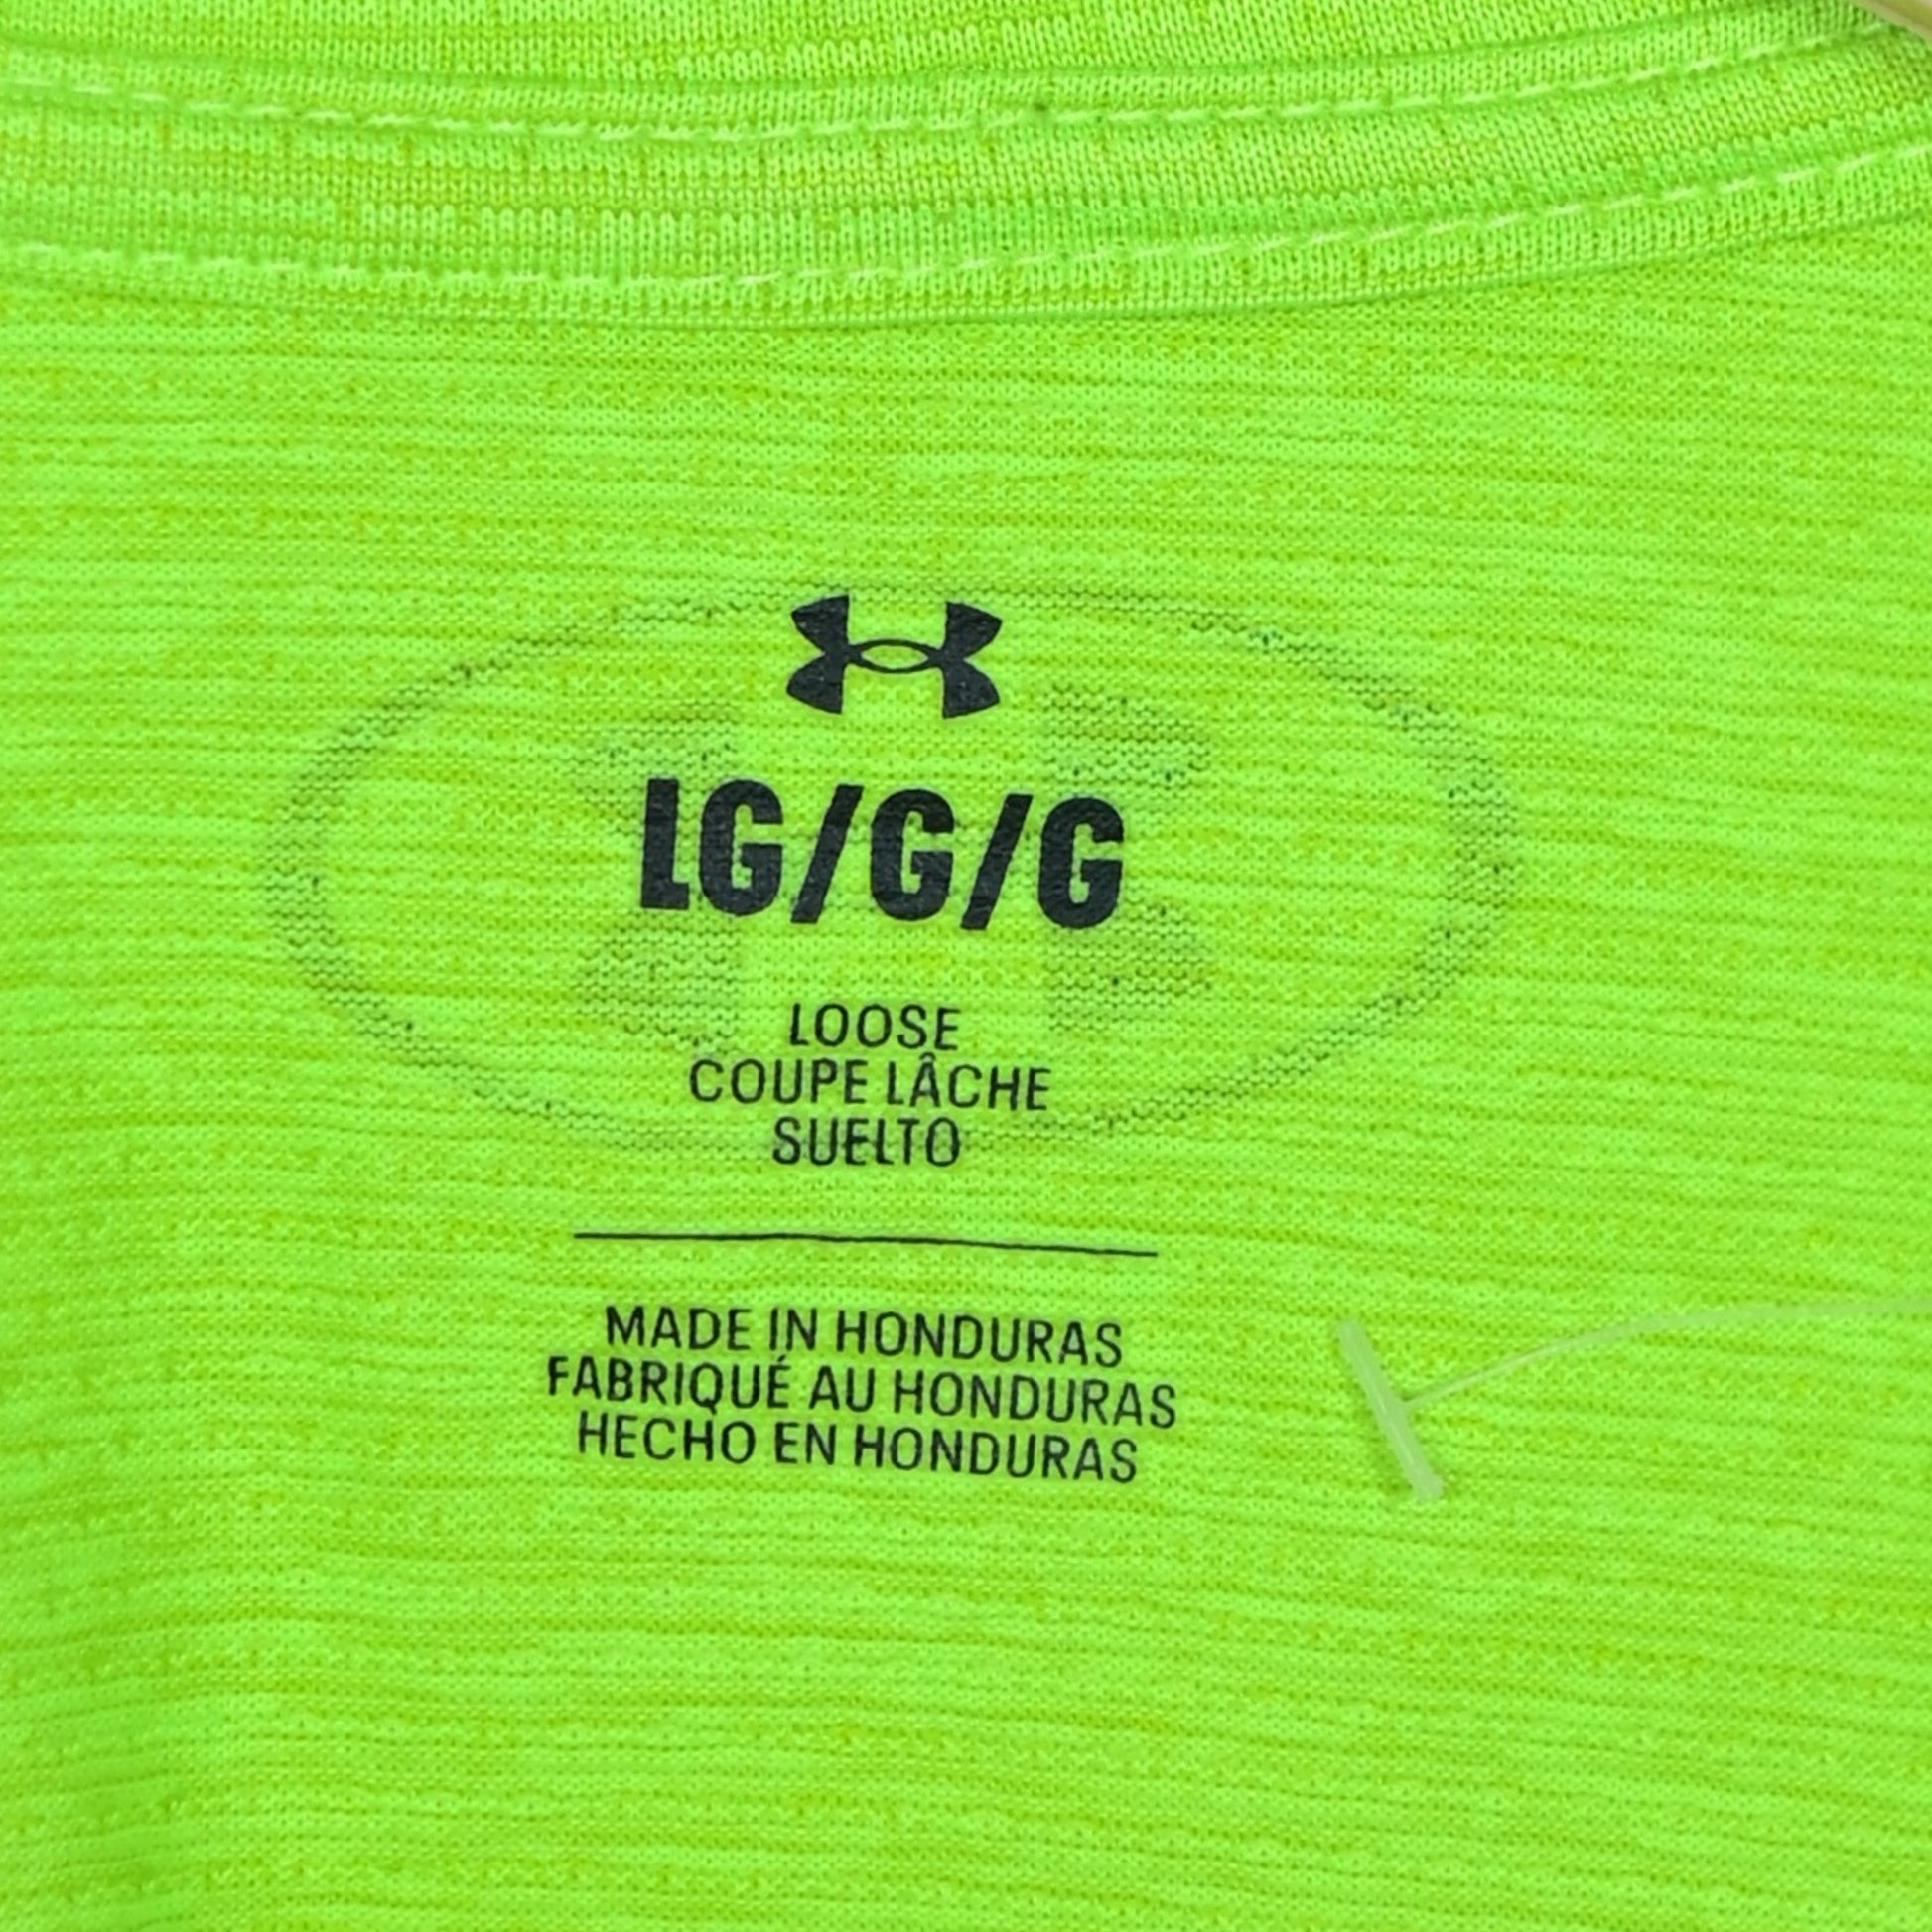 LG/G/G
LOOSE
COUPE LÂCHE
SUELTO
MADE IN HONDURAS
FABRIQUÉ AU HONDURAS
HECHO EN HONDURAS